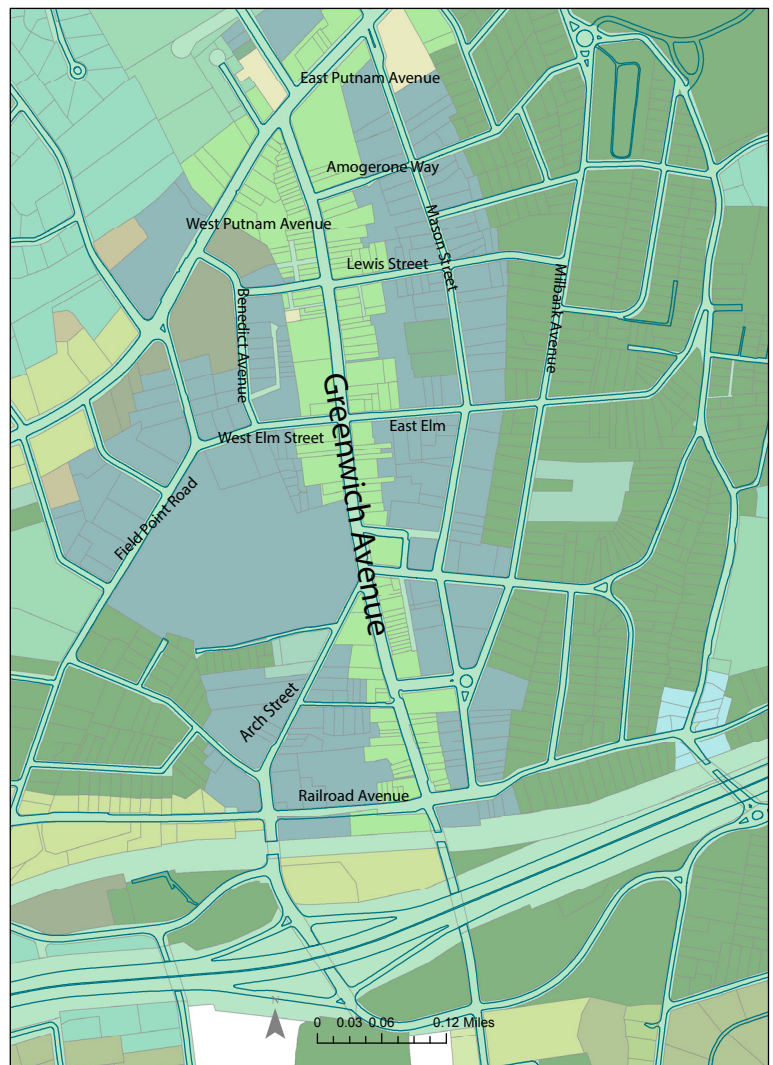 East Putnam Avenue
Amogerone Way
West Putnam Avenue
Mason Street
Lewis Street
Milbank Avenue
Benedict Avenue
Greenwich Avenue
East Elm
West Elm Street
Field Point Road
Arch Street
Railroad Avenue
N
0 0.03 0.06 0.12 Miles